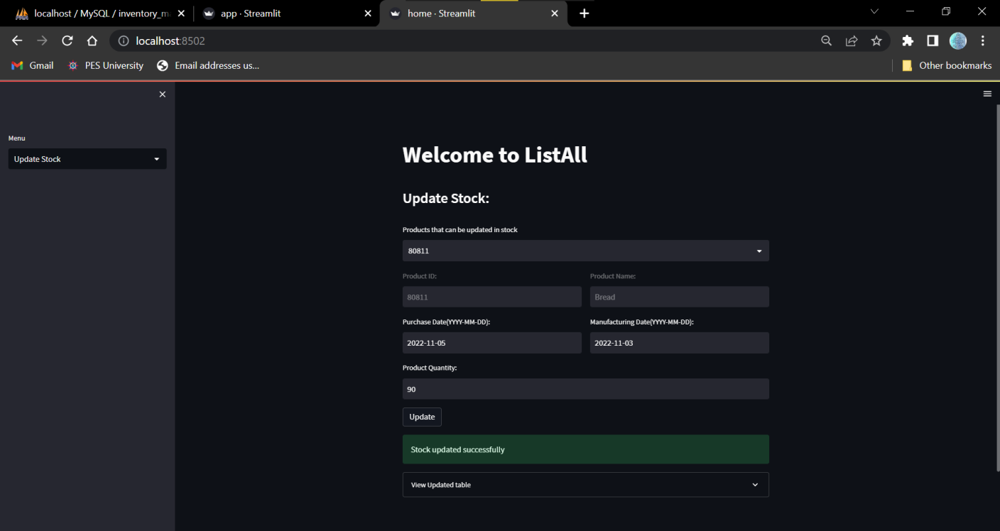 localhost / MySQL / inventory_ma
app · Streamlit
home · Streamlit
localhost:8502
Gmail
PES University
Email addresses us...
Other bookmarks
Menu
Update Stock
Welcome to ListAll
Update Stock:
Products that can be updated in stock
80811
Product ID:
Product Name:
80811
Bread
Purchase Date(YYYY-MM-DD):
Manufacturing Date(YYYY-MM-DD):
2022-11-05
2022-11-03
Product Quantity:
90
Update
Stock updated successfully
View Updated table